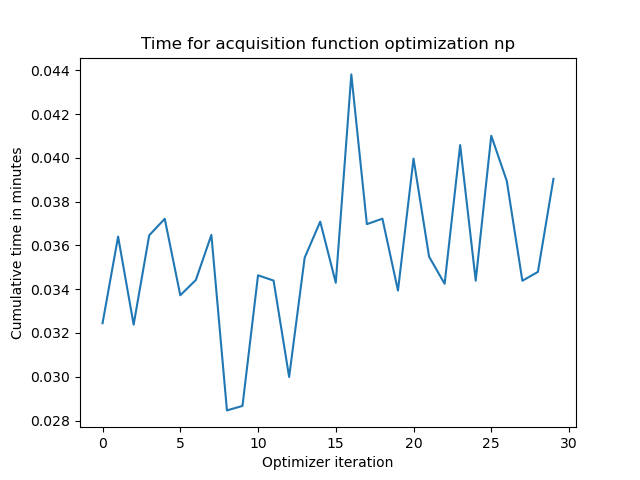 Time for acquisition function optimization np
0.044
0.042
0.040
0.038
0.036
0.034
0.032
0.030
0.028
Cumulative time in minutes
0 5 10 15 20 25 30
Optimizer iteration